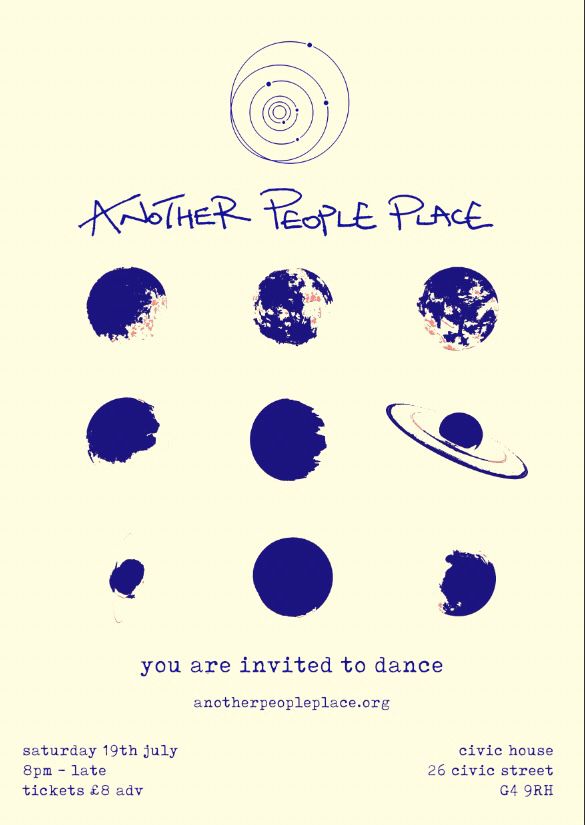 ANOTHER PEOPLE PLACE
you are invited to dance
anotherpeopleplace.org
saturday 19th july
8pm - late
tickets £8 adv
civic house
26 civic street
G4 9RH